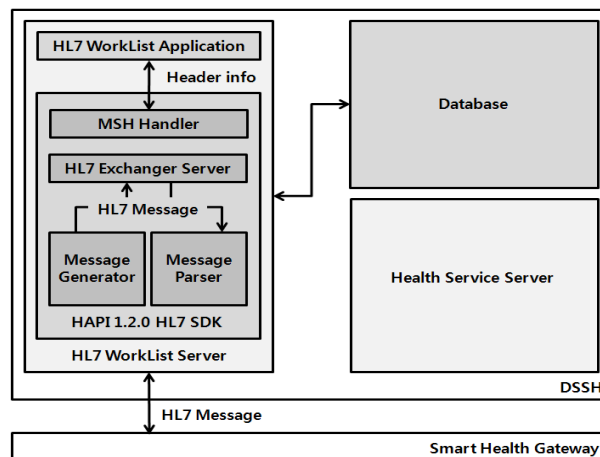 HL7 WorkList Application
Header info
MSH Handler
HL7 Exchanger Server
HL7 Message
Message
Generator
Message
Parser
HAPI 1.2.0 HL7 SDK
HL7 WorkList Server
Database
Health Service Server
DSSH
HL7 Message
Smart Health Gateway